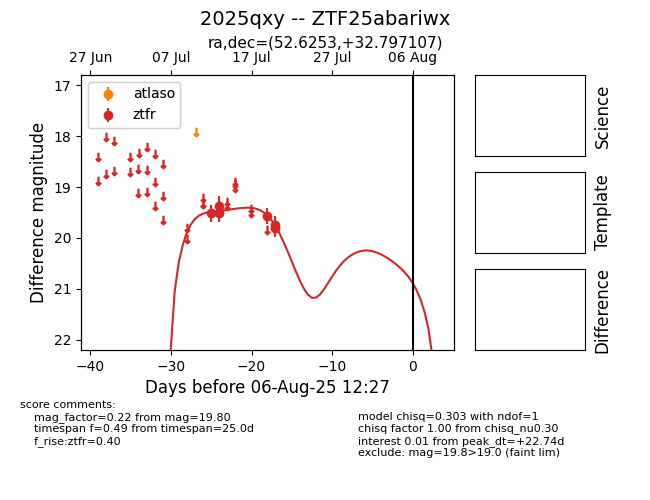 2025qxy -- ZTF25abariwx
ra,dec=(52.6253,+32.797107)
27 Jun 07 Jul 17 Jul 27 Jul 06 Aug
atlaso
ztfr
17
18
19
20
21
22
Difference magnitude
−40 −30 −20 −10 0
Days before 06-Aug-25 12:27
Science
Template
Difference
score comments:
mag_factor=0.22 from mag=19.80
timespan f=0.49 from timespan=25.0d
f_rise:ztfr=0.40
model chisq=0.303 with ndof=1
chisq factor 1.00 from chisq_nu0.30
interest 0.01 from peak_dt=+22.74d
exclude: mag=19.8>19.0 (faint lim)